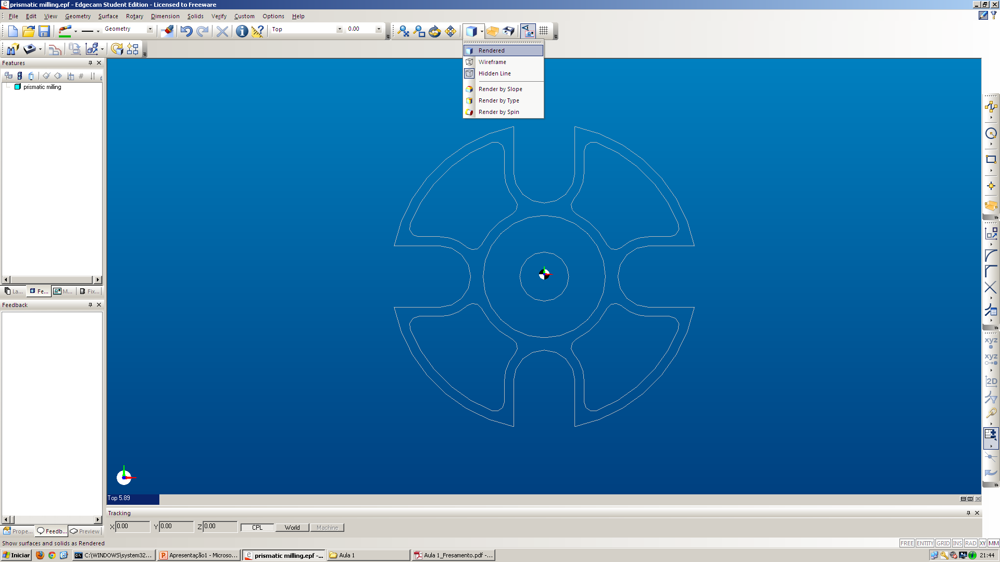 prismatic milling.epf - Edgecam Student Edition - Licensed to Freeware
File Edit View Geometry Surface Rotary Dimension Solids Verify Custom Options Help
Geometry Top 0.00
Features
Rendered
Wireframe
Hidden Line
Render by Slope
Render by Type
Render by Spin
prismatic milling
La... Fe... M... Fix...
Feedback
xyz
xyz
2D
Top 5.89
Tracking
X 0.00 Y 0.00 Z 0.00 CPL World Machine
Prope... Feedb... Preview
Show surfaces and solids as Rendered
FREE ENTITY GRID INS RAD XY MM
Iniciar C:\WINDOWS\system32... Apresentação1 - Microso... prismatic milling.epf -... Aula 1 Aula 1_Fresamento.pdf -... 21:44